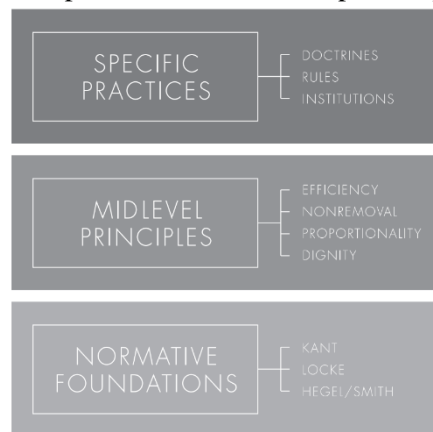 SPECIFIC
PRACTICES
DOCTRINES
RULES
INSTITUTIONS
MIDLEVEL
PRINCIPLES
EFFICIENCY
NONREMOVAL
PROPORTIONALITY
DIGNITY
NORMATIVE
FOUNDATIONS
KANT
LOCKE
HEGEL/SMITH